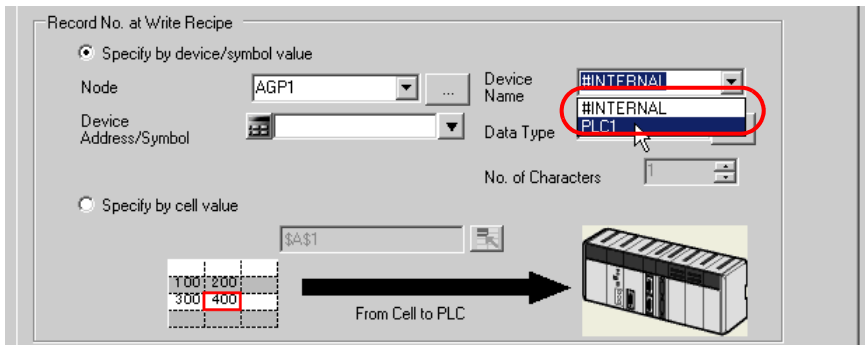 Record No. at Write Recipe
Specify by device/symbol value
Node
AGP1
...
Device
Name
#INTERNAL
#INTERNAL
PLC1
Device
Address/Symbol
Data Type
No. of Characters
1
Specify by cell value
$A$1
100 200
300 400
From Cell to PLC